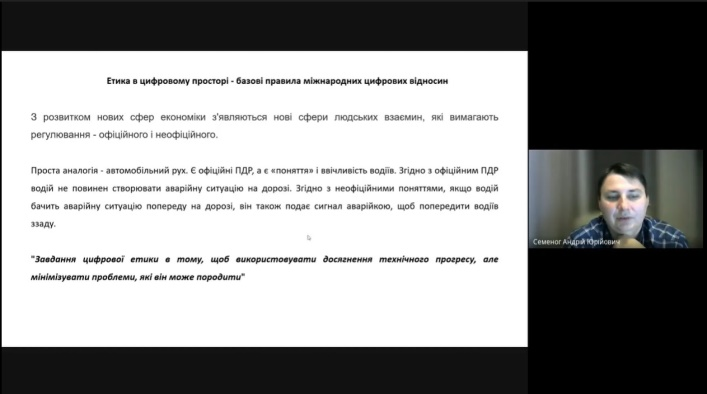 Етика в цифровому просторі - базові правила міжнародних цифрових відносин
З розвитком нових сфер економіки з'являються нові сфери людських взаємин, які вимагають
регулювання - офіційного і неофіційного.
Проста аналогія - автомобільний рух. Є офіційні ПДР, а є «поняття» і ввічливість водіїв. Згідно з офіційним ПДР
водій не повинен створювати аварійну ситуацію на дорозі. Згідно з неофіційними поняттями, якщо водій
бачить аварійну ситуацію попереду на дорозі, він також подає сигнал аварійкою, щоб попередити водіїв
ззаду.
"Завдання цифрової етики в тому, щоб використовувати досягнення технічного прогресу, але
мінімізувати проблеми, які він може породити"
Семеног Андрій Юрійович